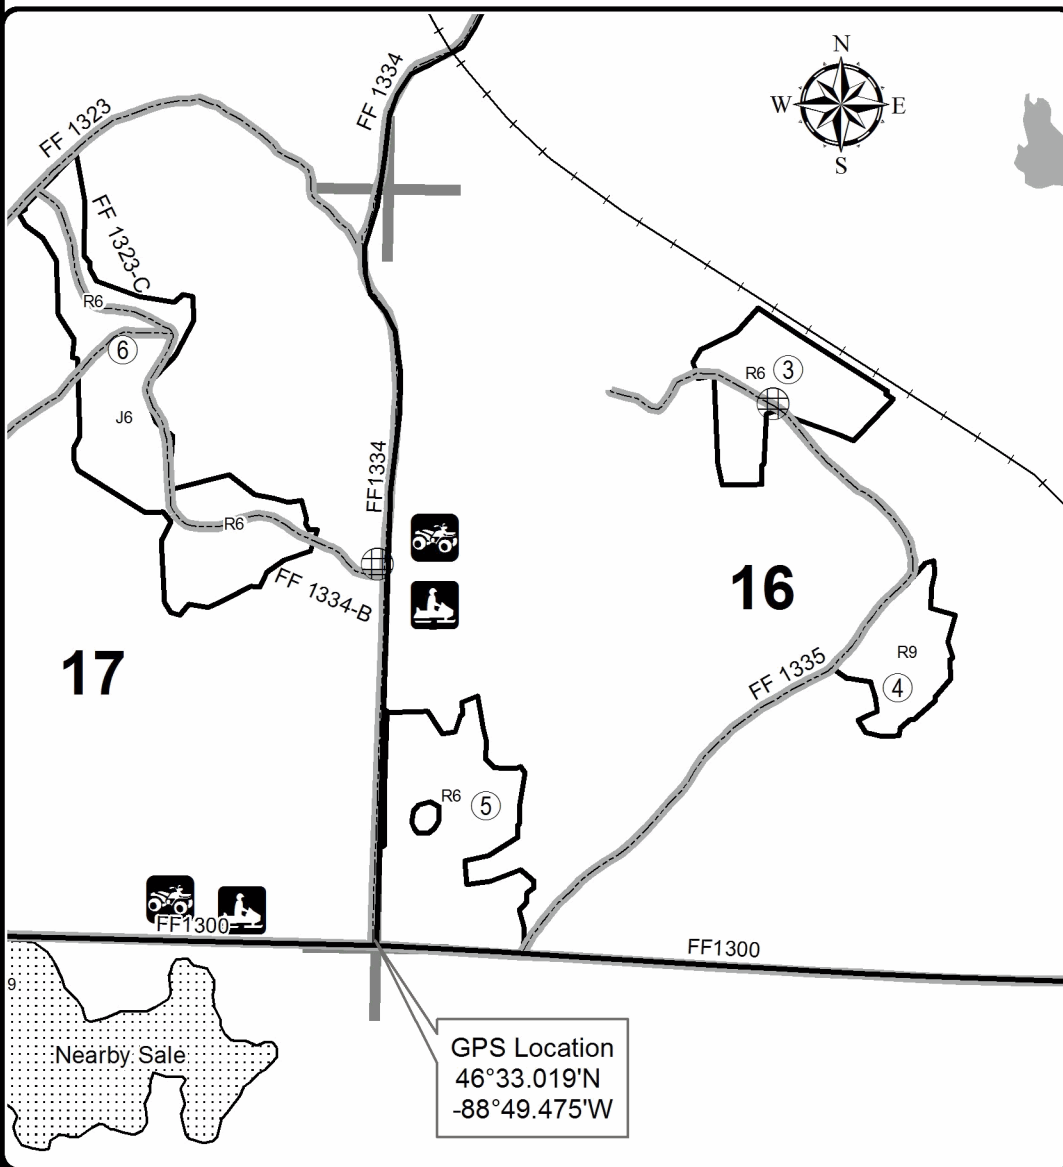 N
W
E
S
FF 1334
FF 1323
FF 1323-C
R6
6
R6
3
J6
FF1334
R6
FF 1334-B
16
17
R9
4
FF 1335
R6
5
FF1300
FF1300
9
Nearby Sale
GPS Location
46°33.019'N
-88°49.475'W